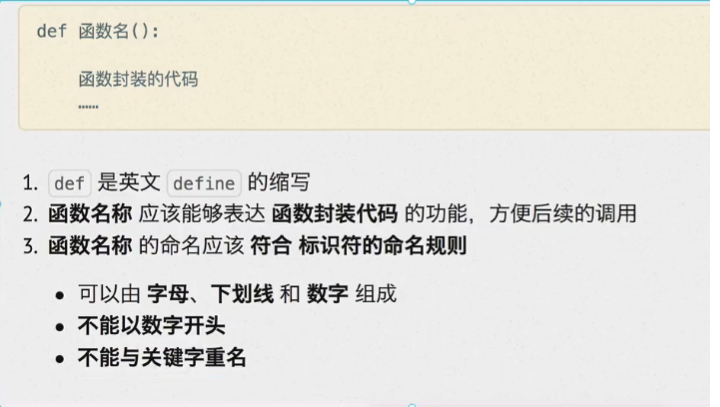 def 函数名():
函数封装的代码
……
1. def 是英文 define 的缩写
2. 函数名称 应该能够表达 函数封装代码 的功能，方便后续的调用
3. 函数名称 的命名应该 符合 标识符的命名规则
• 可以由 字母、下划线 和 数字 组成
• 不能以数字开头
• 不能与关键字重名